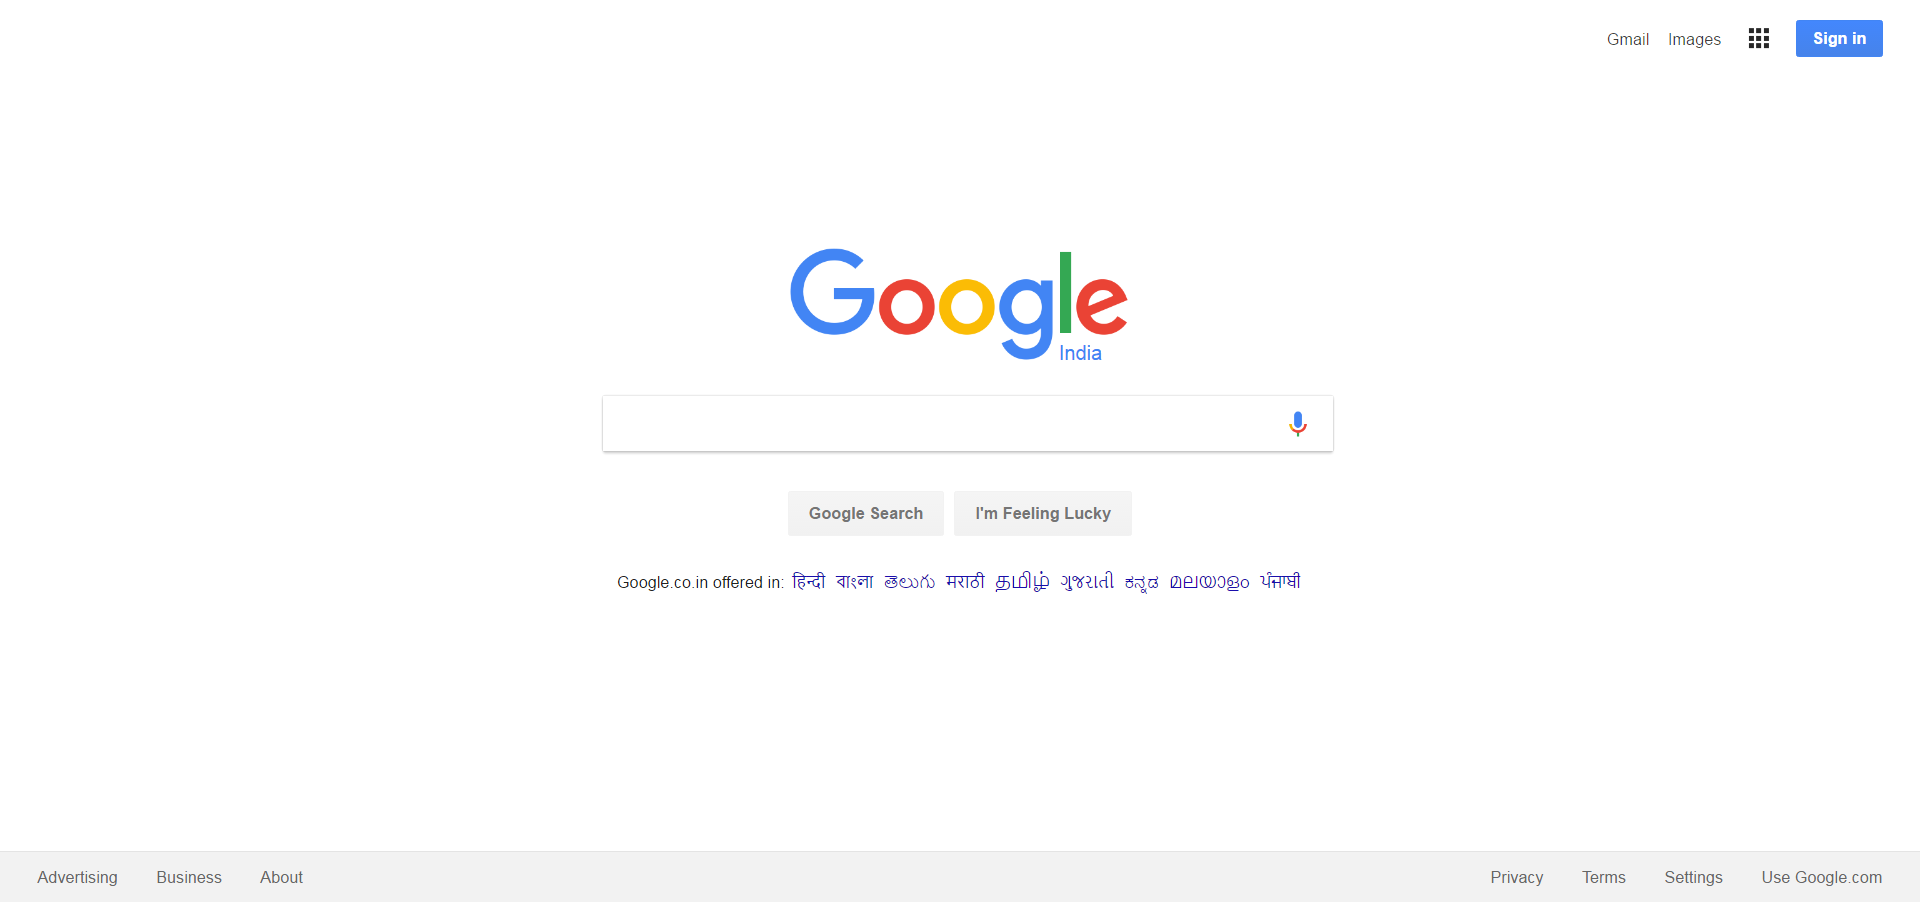 Gmail Images Sign in
Google
India
Google Search I'm Feeling Lucky
Google.co.in offered in: हिन्दी বাংলা తెలుగు मराठी தமிழ் ગુજરાતી ಕನ್ನಡ മലയാളം ਪੰਜਾਬੀ
Advertising Business About Privacy Terms Settings Use Google.com